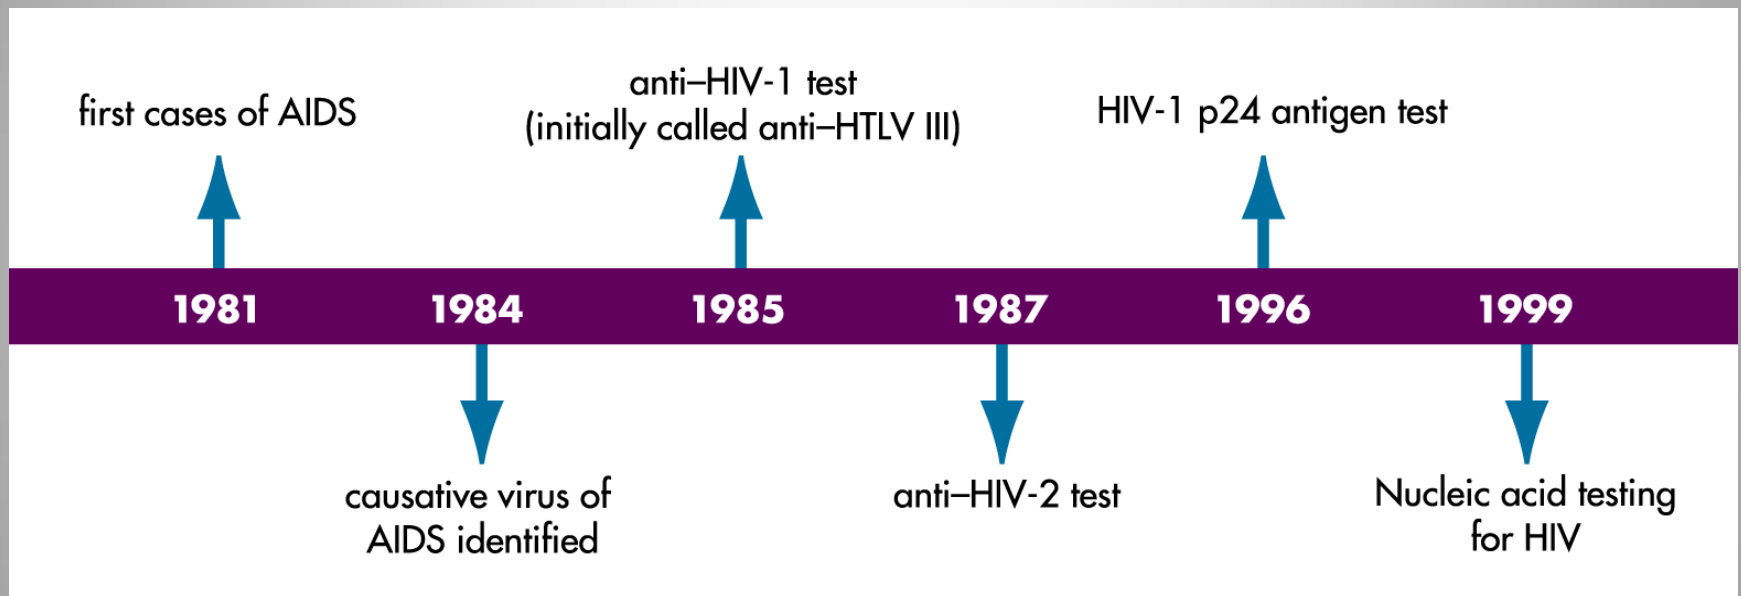 first cases of AIDS
anti–HIV-1 test
(initially called anti–HTLV III)
HIV-1 p24 antigen test
1981
1984
1985
1987
1996
1999
causative virus of
AIDS identified
anti–HIV-2 test
Nucleic acid testing
for HIV